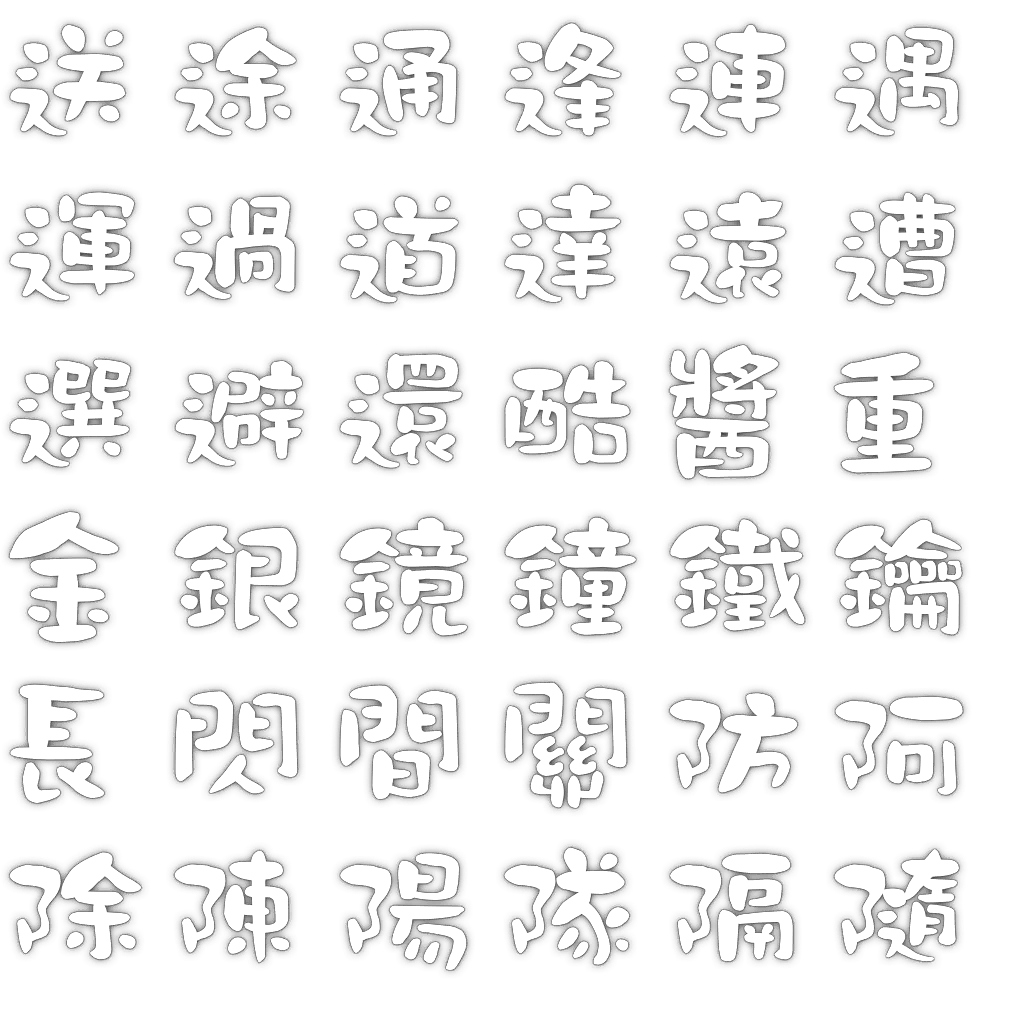 送途通逢連遇
運過道達遠遭
選避還酷醬重
金銀鏡鐘鐵鑰
長閃間關防阿
除陳陽隊隔隨